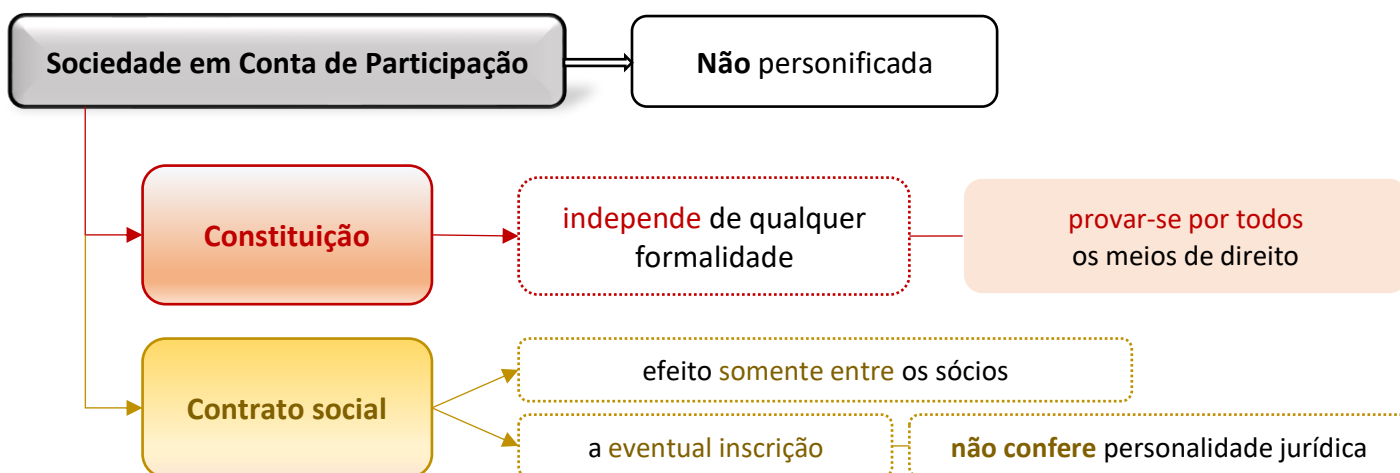 Sociedade em Conta de Participação
Não personificada
Constituição
independe de qualquer
formalidade
provar-se por todos
os meios de direito
Contrato social
efeito somente entre os sócios
a eventual inscrição
não confere personalidade jurídica